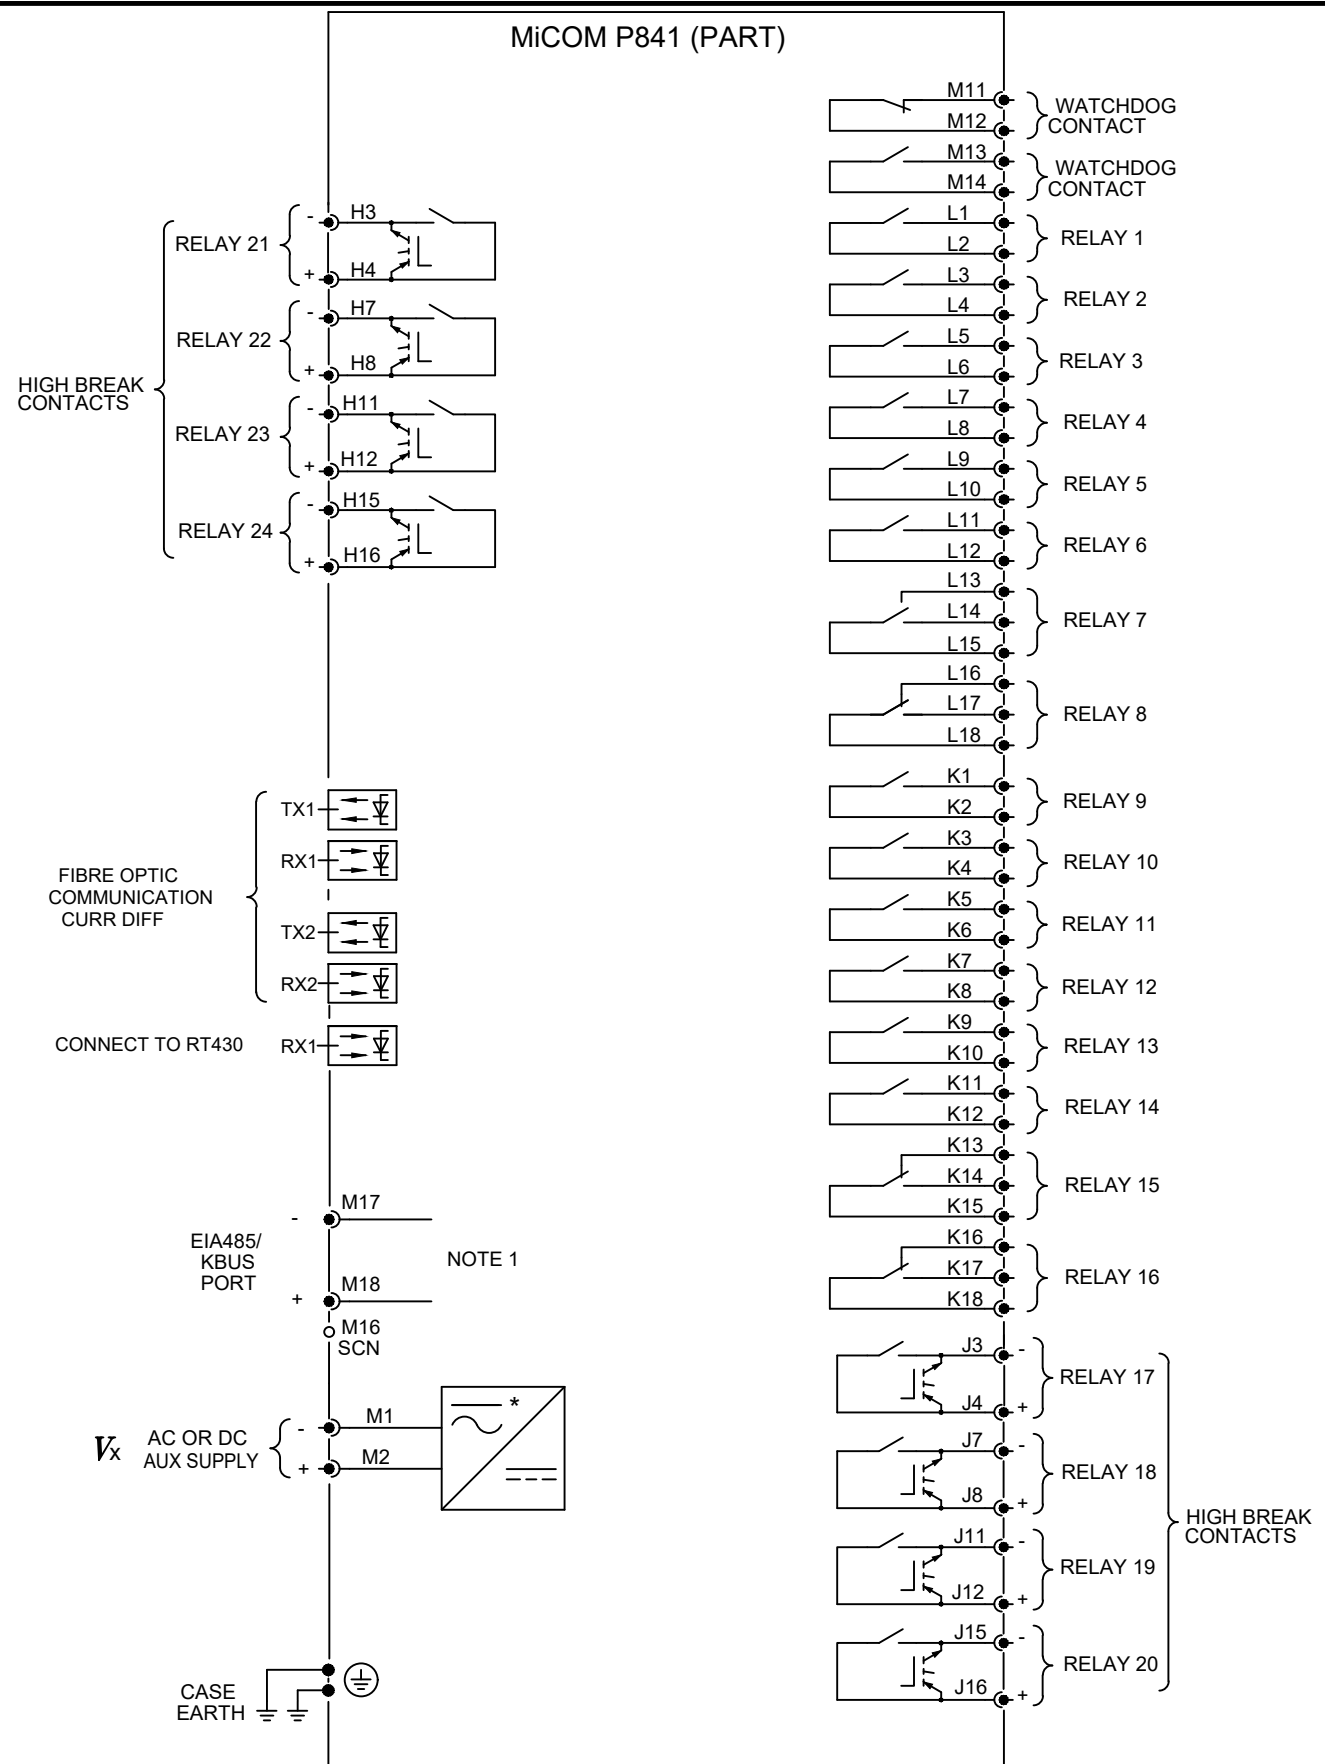 MiCOM P841 (PART)
M11
M12
WATCHDOG
CONTACT
M13
M14
WATCHDOG
CONTACT
L1
L2
RELAY 1
L3
L4
RELAY 2
L5
L6
RELAY 3
L7
L8
RELAY 4
L9
L10
RELAY 5
L11
L12
RELAY 6
L13
L14
L15
RELAY 7
L16
L17
L18
RELAY 8
K1
K2
RELAY 9
K3
K4
RELAY 10
K5
K6
RELAY 11
K7
K8
RELAY 12
K9
K10
RELAY 13
K11
K12
RELAY 14
K13
K14
K15
RELAY 15
K16
K17
K18
RELAY 16
J3 -
J4 +
RELAY 17
J7 -
J8 +
RELAY 18
J11 -
J12 +
RELAY 19
J15 -
J16 +
RELAY 20
HIGH BREAK
CONTACTS
HIGH BREAK
CONTACTS
RELAY 21
- H3
+ H4
RELAY 22
- H7
+ H8
RELAY 23
- H11
+ H12
RELAY 24
- H15
+ H16
FIBRE OPTIC
COMMUNICATION
CURR DIFF
TX1
RX1
TX2
RX2
CONNECT TO RT430 RX1
EIA485/
KBUS
PORT
- M17
+ M18
NOTE 1
M16
SCN
Vx
AC OR DC
AUX SUPPLY
- M1
+ M2
*
CASE
EARTH